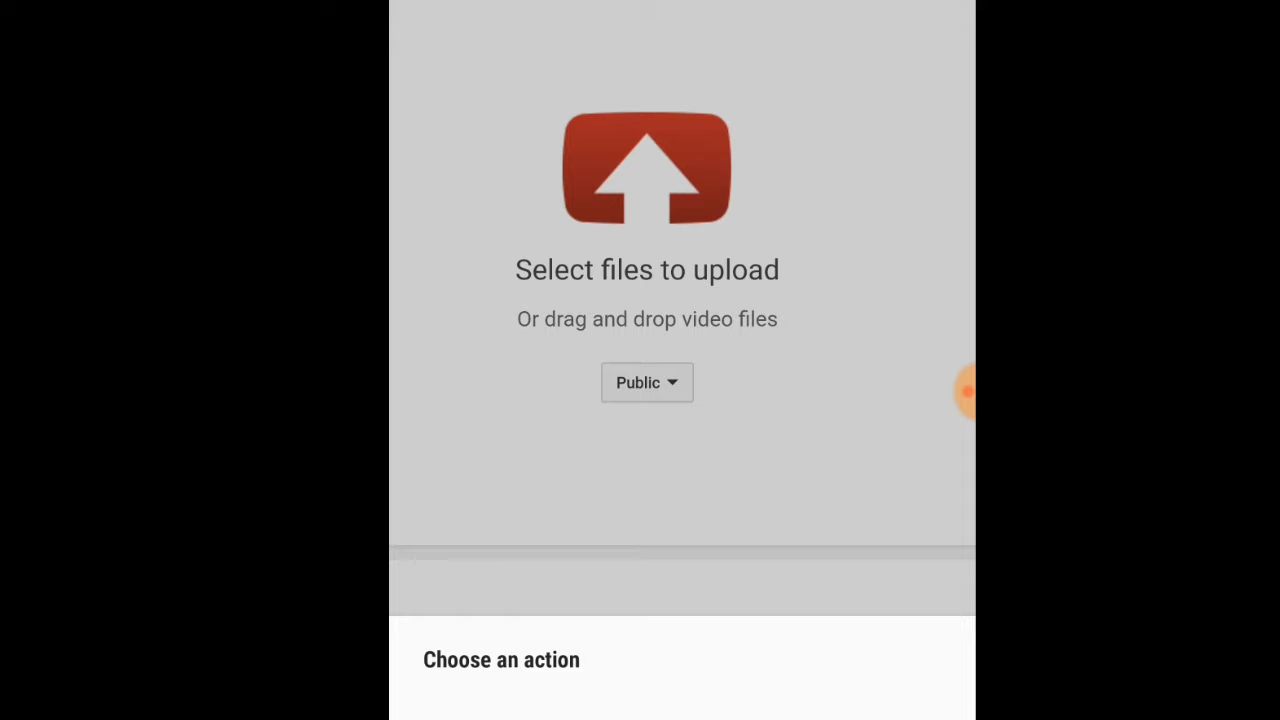 Select files to upload
Or drag and drop video files
Public
Choose an action